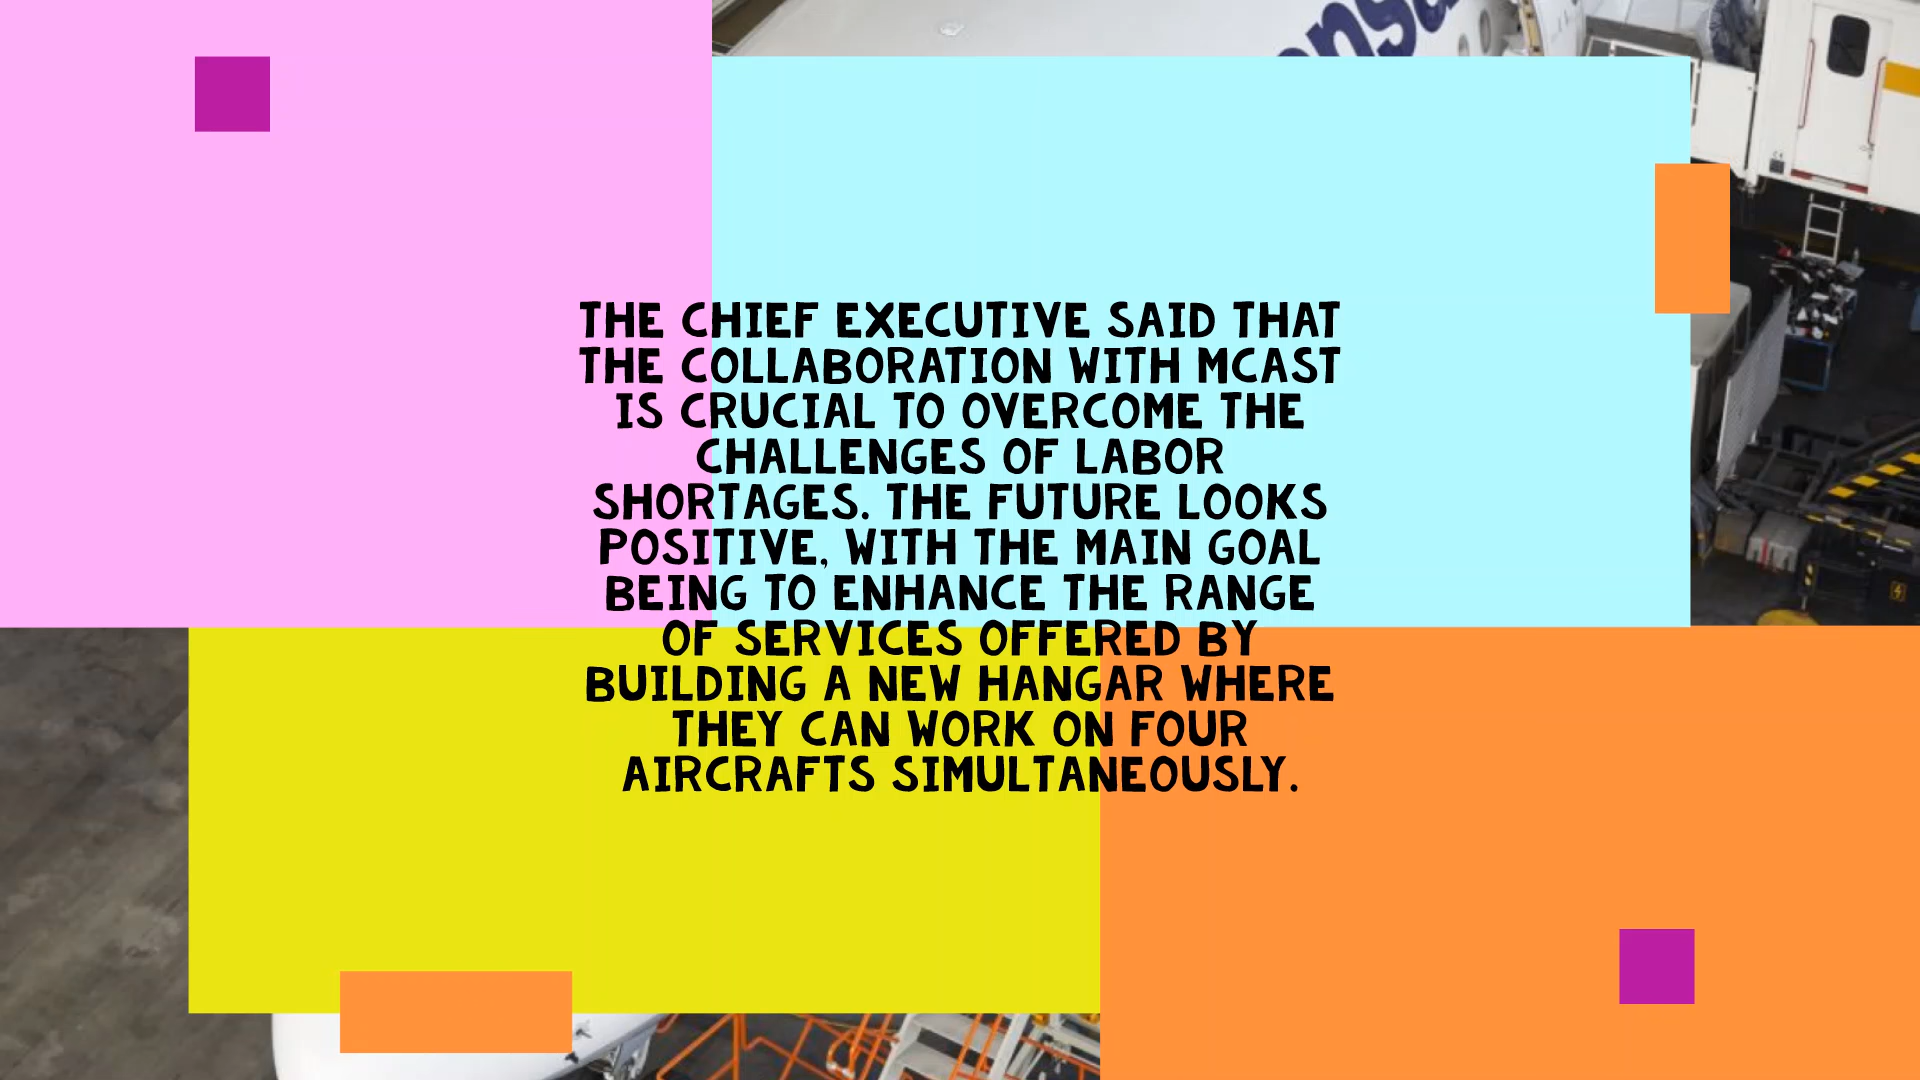 ensa
THE CHIEF EXECUTIVE SAID THAT
THE COLLABORATION WITH MCAST
IS CRUCIAL TO OVERCOME THE
CHALLENGES OF LABOR
SHORTAGES. THE FUTURE LOOKS
POSITIVE, WITH THE MAIN GOAL
BEING TO ENHANCE THE RANGE
OF SERVICES OFFERED BY
BUILDING A NEW HANGAR WHERE
THEY CAN WORK ON FOUR
AIRCRAFTS SIMULTANEOUSLY.